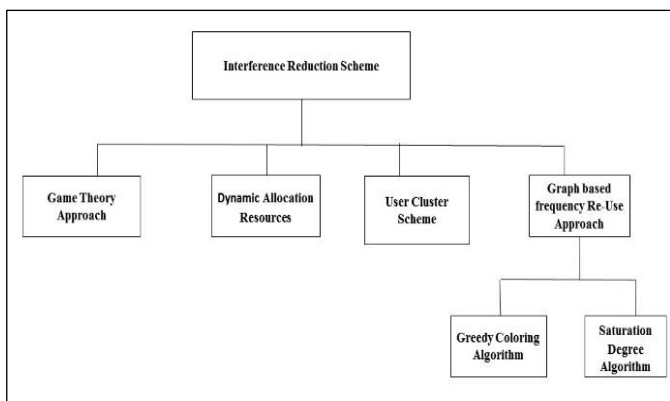 Interference Reduction Scheme
Game Theory
Approach
Dynamic Allocation
Resources
User Cluster
Scheme
Graph based
frequency Re-Use
Approach
Greedy Coloring
Algorithm
Saturation
Degree
Algorithm